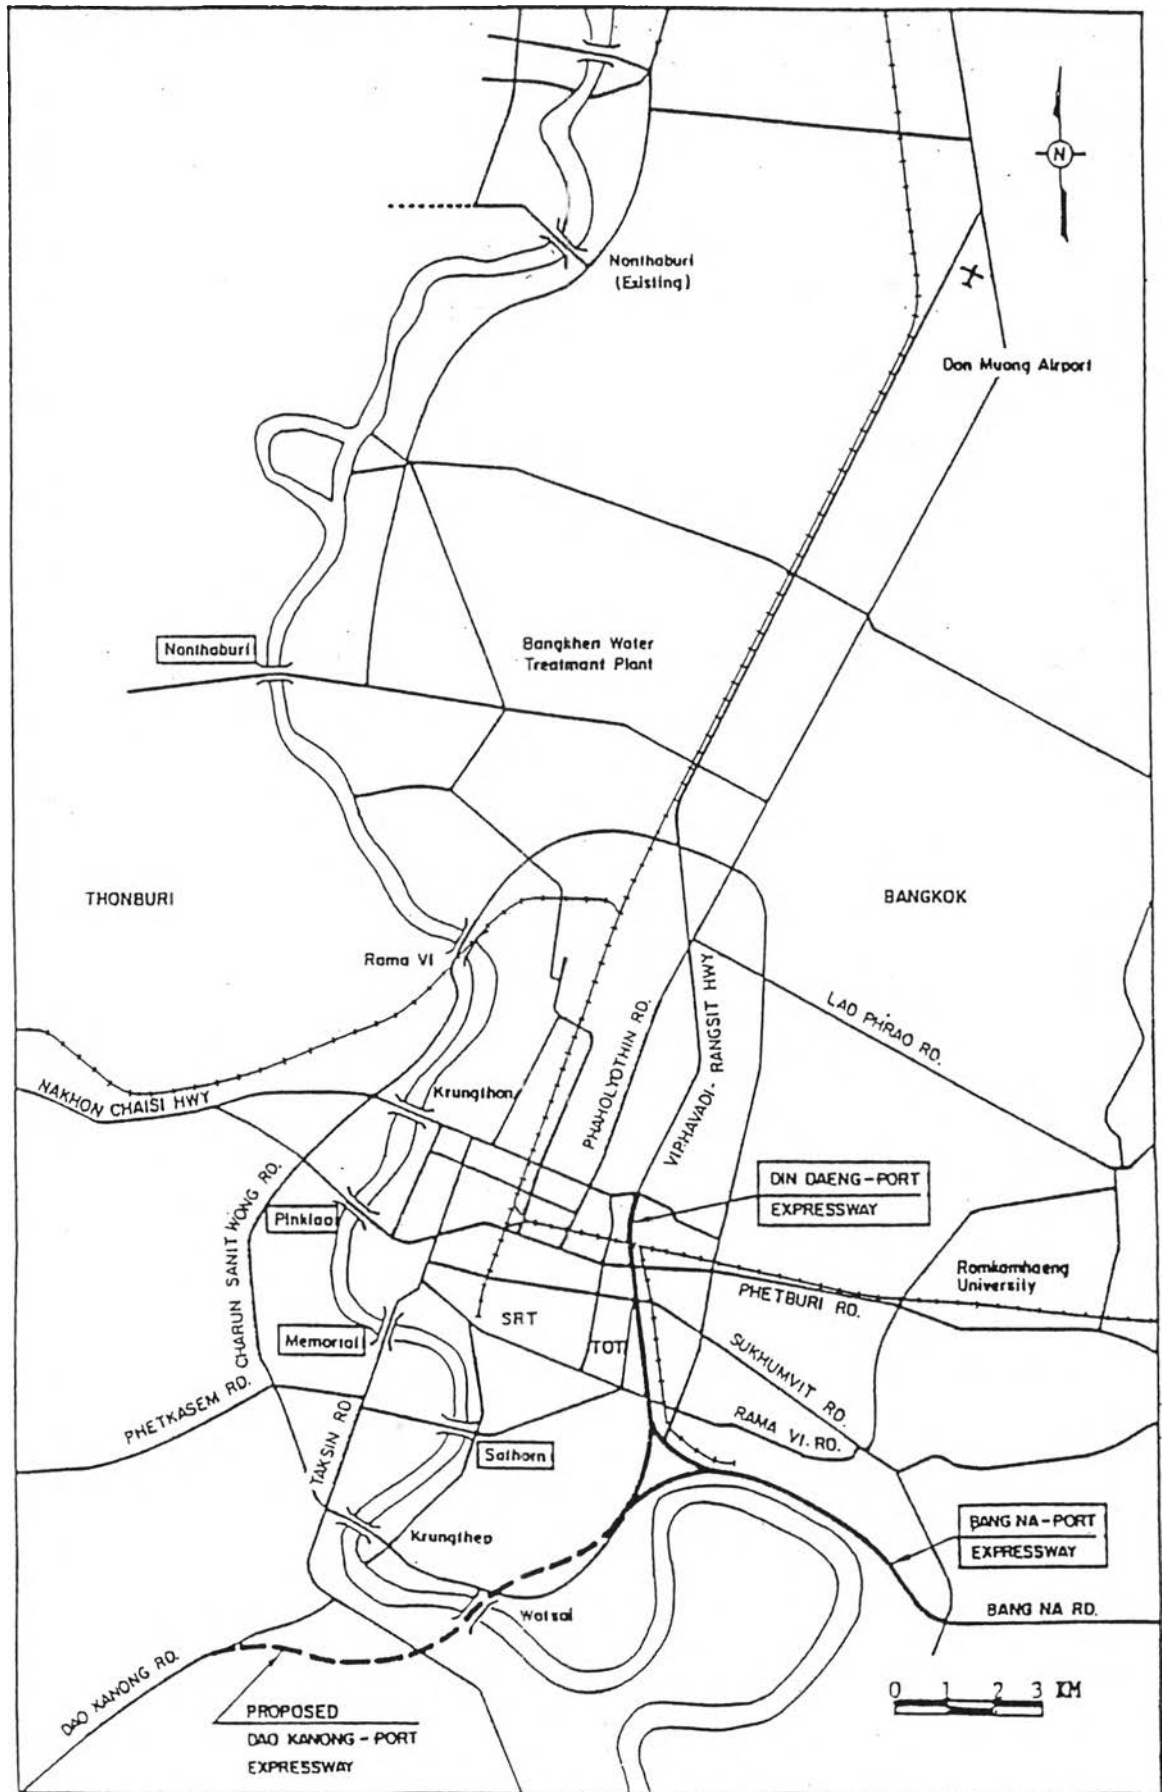 N
Nonthaburi
(Existing)
Don Muang Airport
Nonthaburi
Bangkhen Water
Treatmant Plant
THONBURI
BANGKOK
Rama VI
LAO PHRAO RD.
PHAHOLYOTHIN RD.
VIPHAVADI-RANGSIT HWY
NAKHON CHAISI HWY
Krungthon
DIN DAENG-PORT
EXPRESSWAY
CHARUN SANIT WONG RD.
Pinklao
Romkamhaeng
University
PHETBURI RD.
SRT
TOT
Memorial
SUKHUMVIT RD.
PHETKASEM RD.
RAMA VI. RD.
TAKSIN RD
Sathorn
Krungthep
BANG NA-PORT
EXPRESSWAY
Watsai
BANG NA RD.
DAO KANONG RD.
0 1 2 3 KM
PROPOSED
DAO KANONG - PORT
EXPRESSWAY